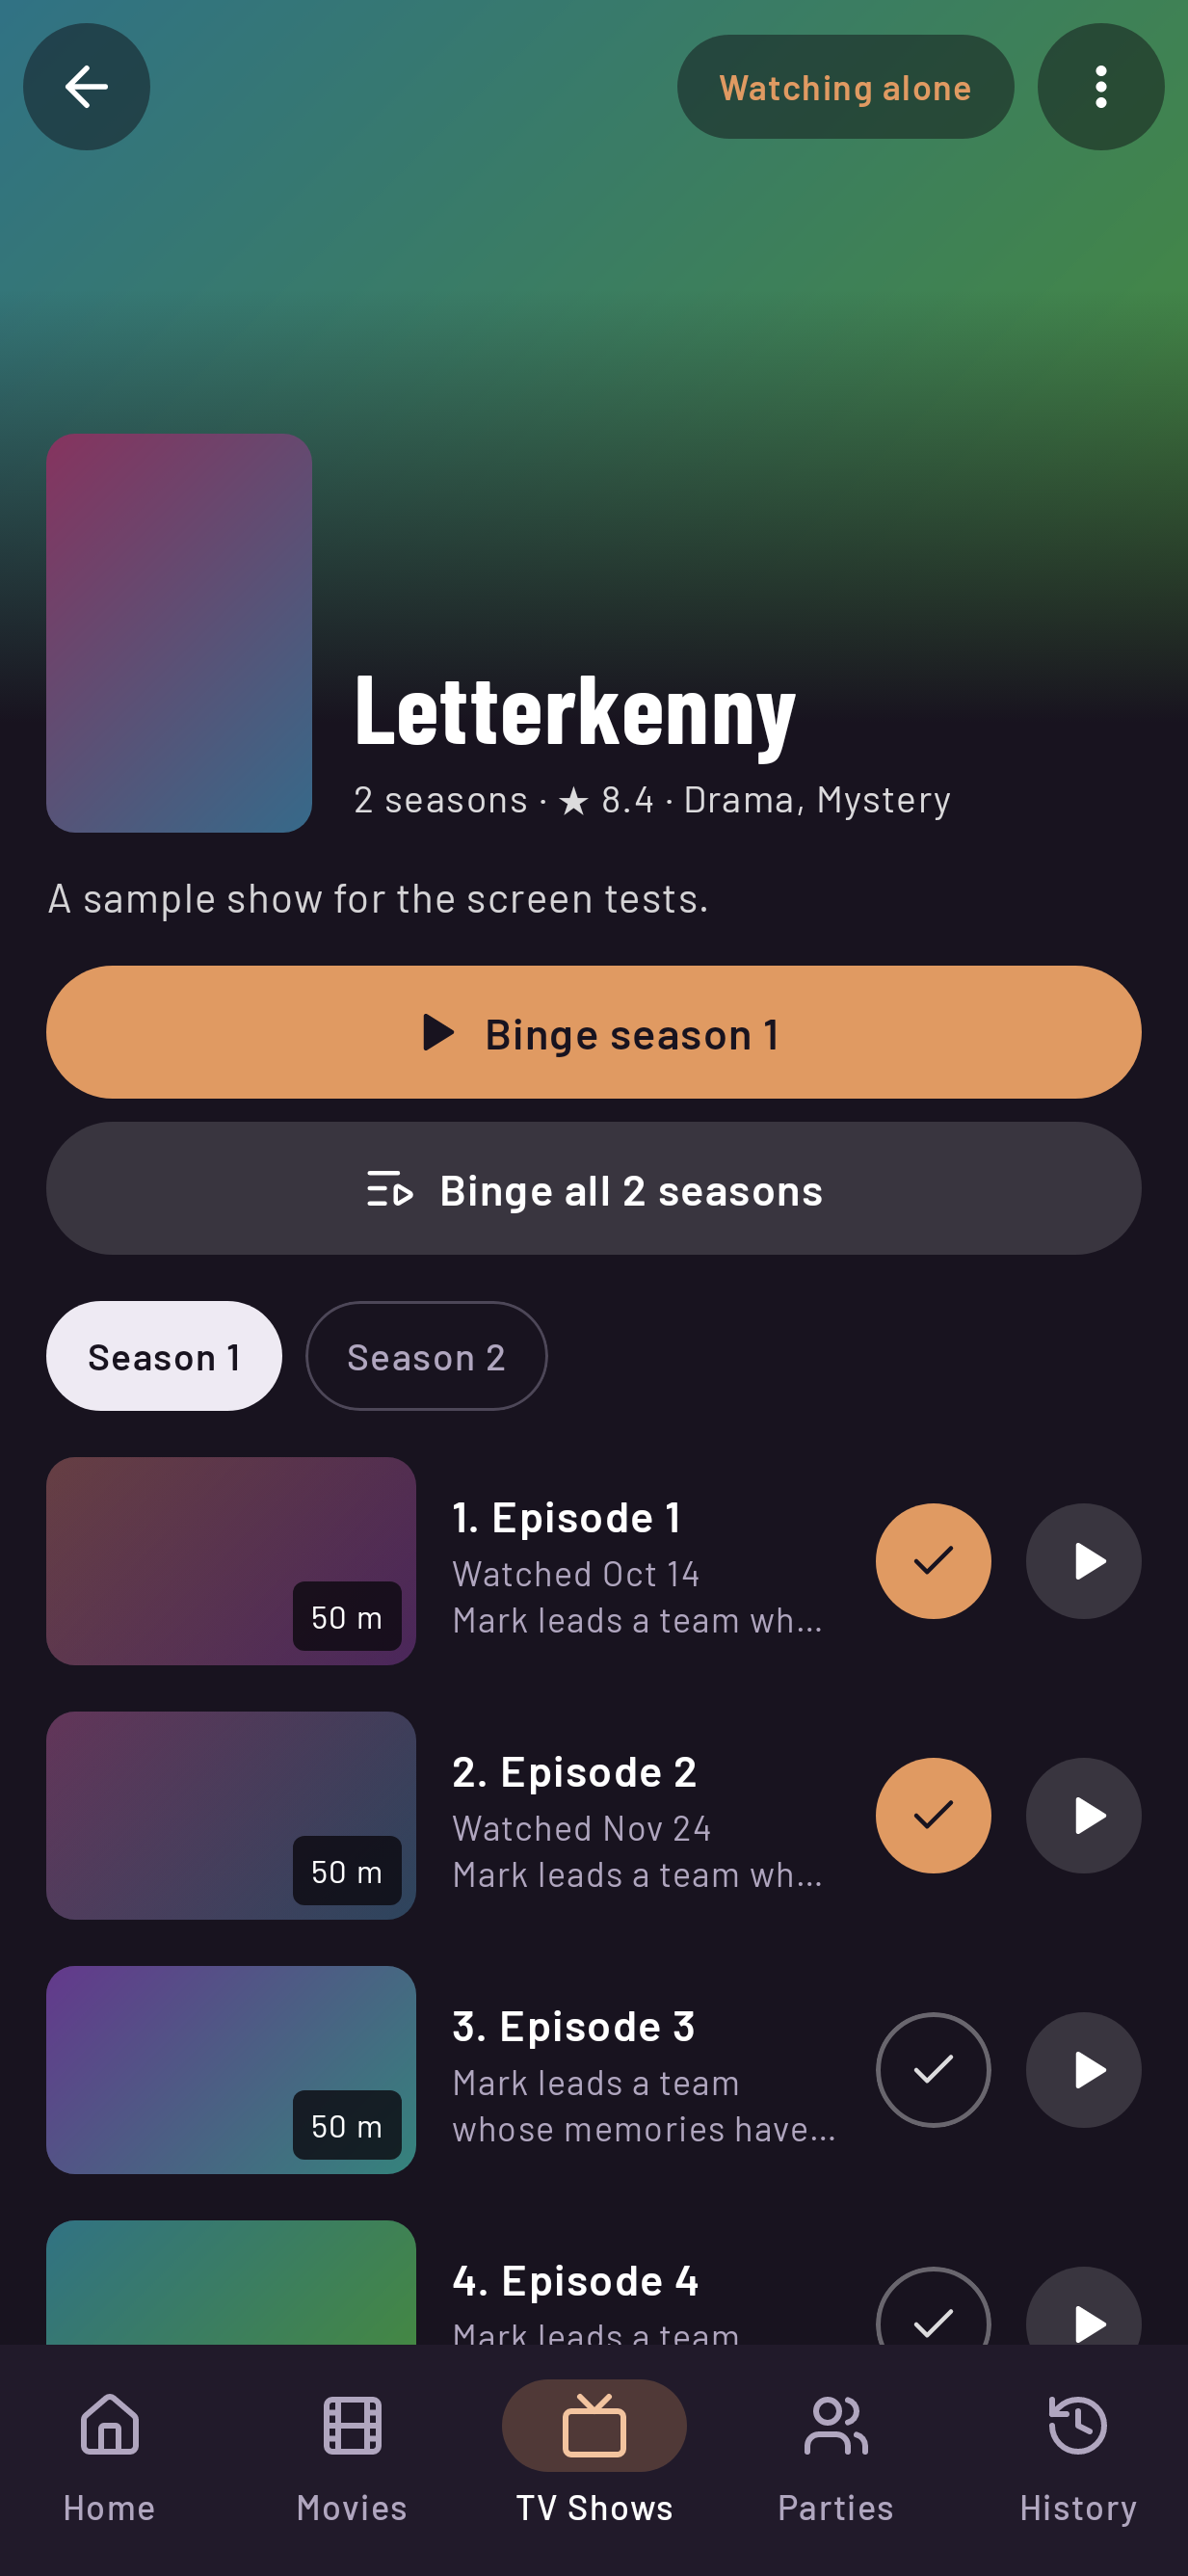 Watching alone
Letterkenny
2 seasons · ★ 8.4 · Drama, Mystery
A sample show for the screen tests.
Binge season 1
Binge all 2 seasons
Season 1
Season 2
1. Episode 1
Watched Oct 14
Mark leads a team wh...
50 m
2. Episode 2
Watched Nov 24
Mark leads a team wh...
50 m
3. Episode 3
Mark leads a team
whose memories have...
50 m
4. Episode 4
Mark leads a team
Home
Movies
TV Shows
Parties
History